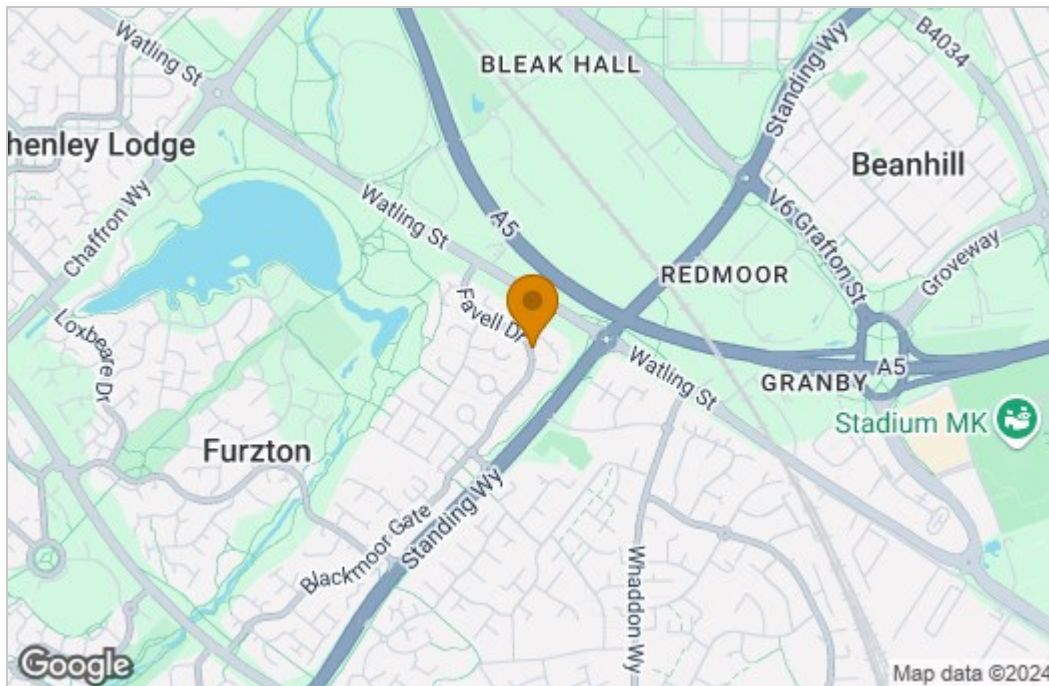 Watling St
BLEAK HALL
Standing Wy
B4034
henley Lodge
Beanhill
Chaffron Wy
Watling St
A5
V6 Grafton St
Groveway
REDMOOR
Favell Dr
Loxbeare Dr
Watling St
A5
GRANBY
Stadium MK
Furzton
Standing Wy
Blackmoor Gate
Whaddon Wy
Google
Map data ©2024